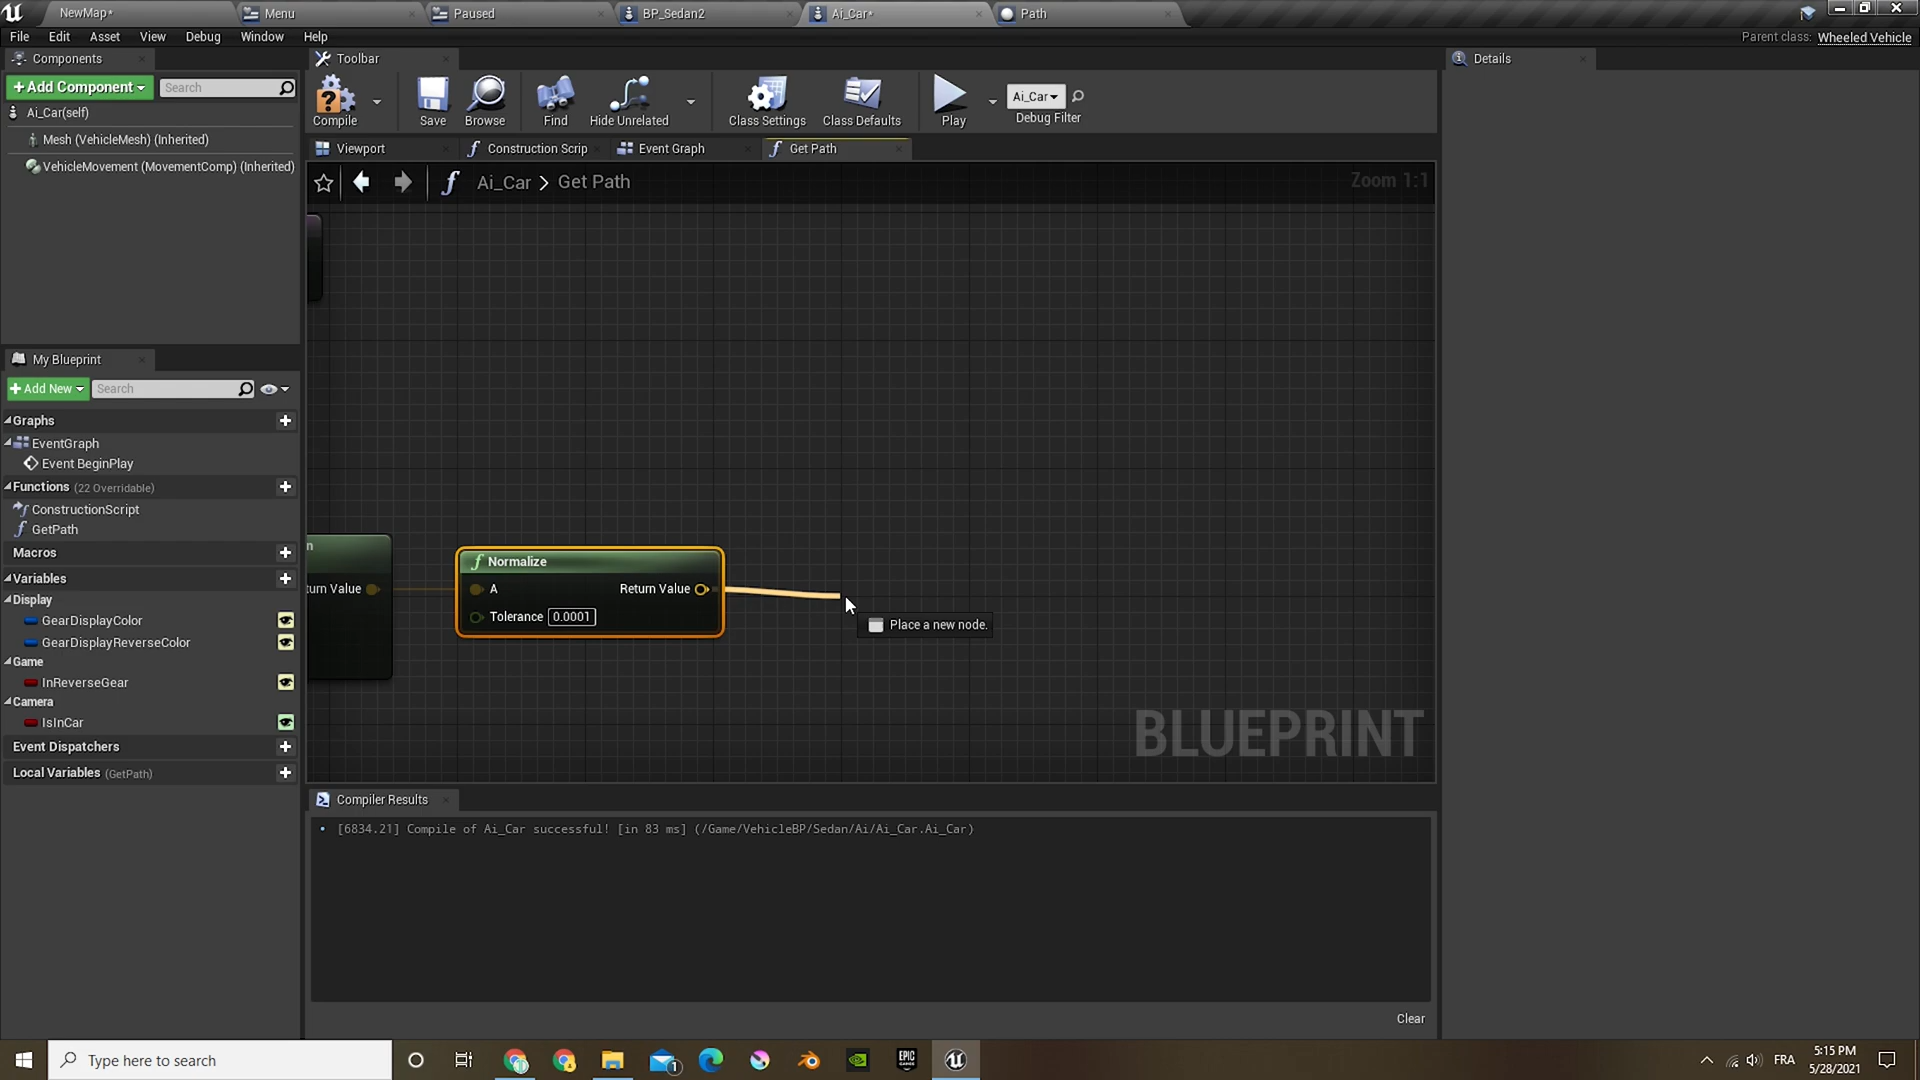 NewMap*
Menu
Paused
BP_Sedan2
Ai_Car*
Path
File
Edit
Asset
View
Debug
Window
Help
Parent class: Wheeled Vehicle
Components
+Add Component
Search
Ai_Car(self)
Mesh (VehicleMesh) (Inherited)
VehicleMovement (MovementComp) (Inherited)
Toolbar
Compile
Save
Browse
Find
Hide Unrelated
Class Settings
Class Defaults
Play
Ai_Car
Debug Filter
Details
Viewport
Construction Scrip
Event Graph
Get Path
Ai_Car > Get Path
Zoom 1:1
My Blueprint
+Add New
Search
Graphs
EventGraph
Event BeginPlay
Functions (22 Overridable)
ConstructionScript
GetPath
Macros
Variables
Display
GearDisplayColor
GearDisplayReverseColor
Game
InReverseGear
Camera
IsInCar
Event Dispatchers
Local Variables (GetPath)
n
turn Value
Normalize
A
Return Value
Tolerance 0.0001
Place a new node.
BLUEPRINT
Compiler Results
[6834.21] Compile of Ai_Car successful! [in 83 ms] (/Game/VehicleBP/Sedan/Ai/Ai_Car.Ai_Car)
Clear
Type here to search
1
EPIC
GAMES
FRA
5:15 PM
5/28/2021